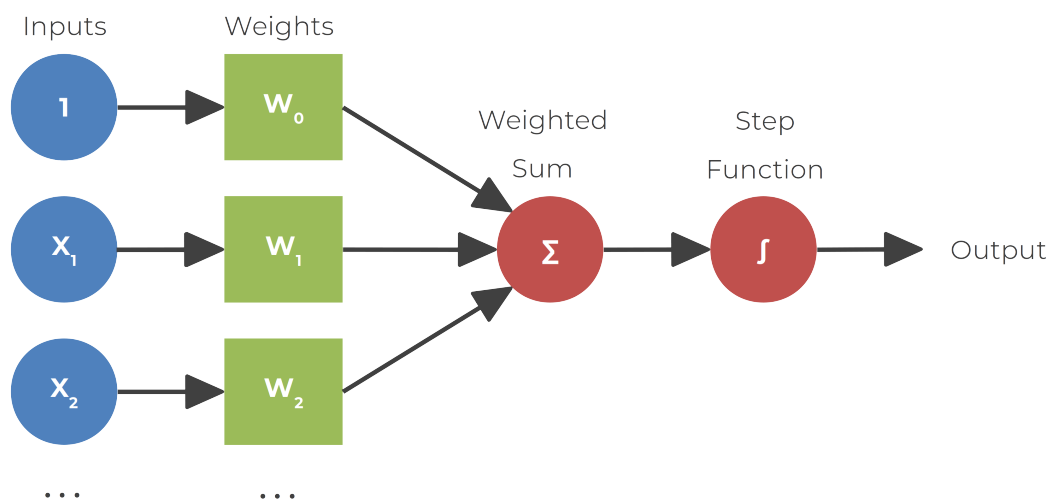 Inputs
Weights
1
W₀
Weighted
Sum
Step
Function
X₁
W₁
Σ
∫
Output
X₂
W₂
...
...